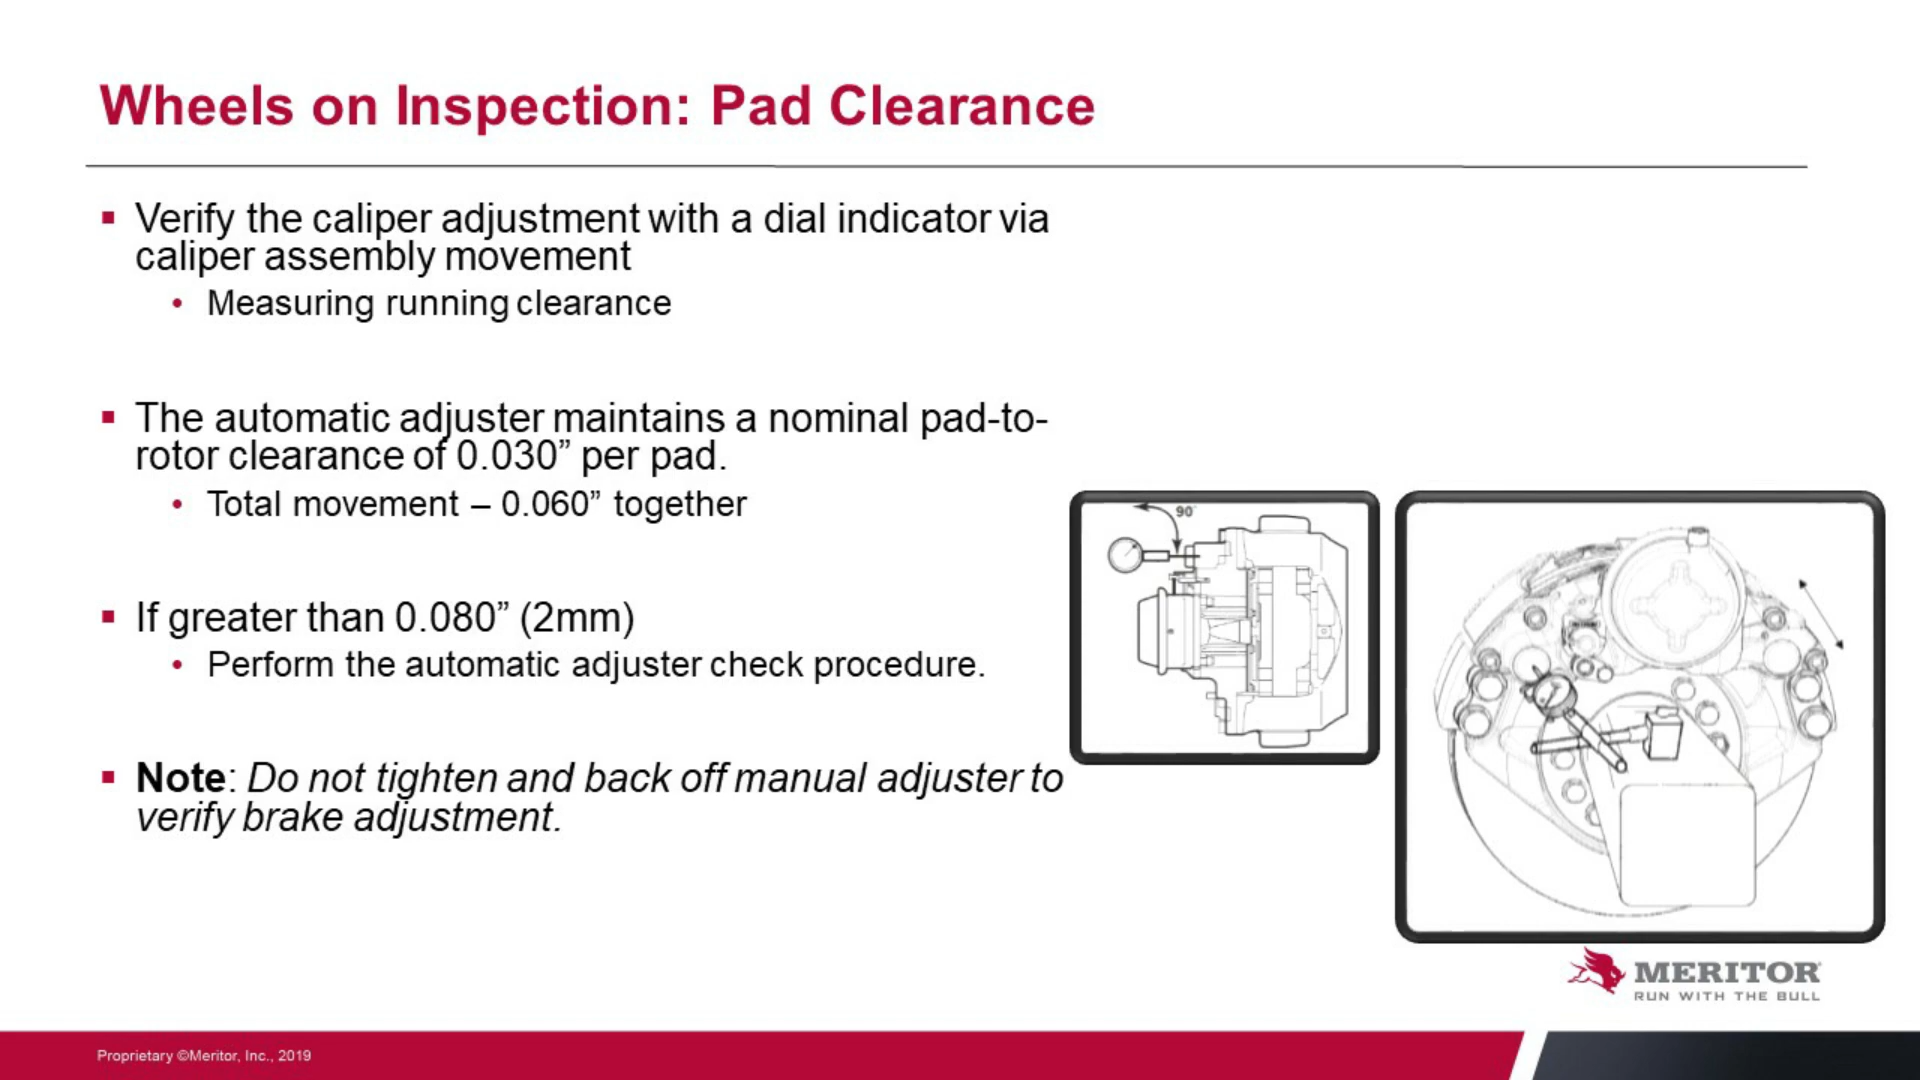 Wheels on Inspection: Pad Clearance
▪ Verify the caliper adjustment with a dial indicator via
caliper assembly movement
• Measuring running clearance
▪ The automatic adjuster maintains a nominal pad-to-
rotor clearance of 0.030” per pad.
• Total movement – 0.060” together
▪ If greater than 0.080” (2mm)
• Perform the automatic adjuster check procedure.
▪ Note: Do not tighten and back off manual adjuster to
verify brake adjustment.
90°
MERITOR
RUN WITH THE BULL
Proprietary ©Meritor, Inc., 2019